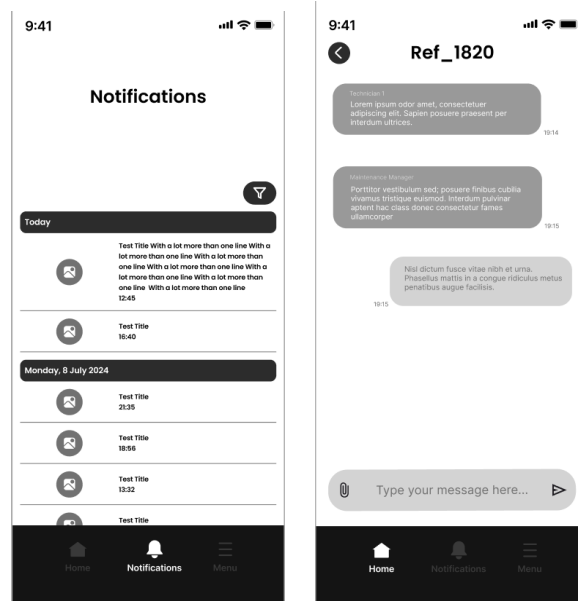 9:41
Notifications
Today
Test Title With a lot more than one line With a
lot more than one line With a lot more than
one line With a lot more than one line With a
lot more than one line With a lot more than
one line With a lot more than one line
12:45
Test Title
16:40
Monday, 8 July 2024
Test Title
21:35
Test Title
18:56
Test Title
13:32
Test Title
Home
Notifications
Menu
9:41
Ref_1820
Technician 1
Lorem ipsum odor amet, consectetuer
adipiscing elit. Sapien posuere praesent per
interdum ultrices.
19:14
Maintenance Manager
Porttitor vestibulum sed; posuere finibus cubilia
vivamus tristique euismod. Interdum pulvinar
aptent hac class donec consectetur fames
ullamcorper
19:15
Nisl dictum fusce vitae nibh et urna.
Phasellus mattis in a congue ridiculus metus
penatibus augue facilisis.
19:15
Type your message here...
Home
Notifications
Menu